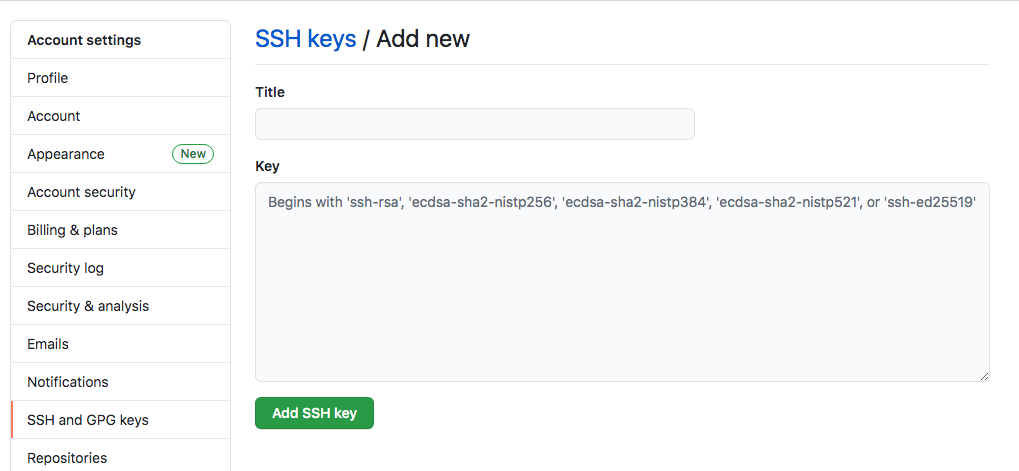 Account settings
Profile
Account
Appearance New
Account security
Billing & plans
Security log
Security & analysis
Emails
Notifications
SSH and GPG keys
Repositories
SSH keys / Add new
Title
Key
Begins with 'ssh-rsa', 'ecdsa-sha2-nistp256', 'ecdsa-sha2-nistp384', 'ecdsa-sha2-nistp521', or 'ssh-ed25519'
Add SSH key